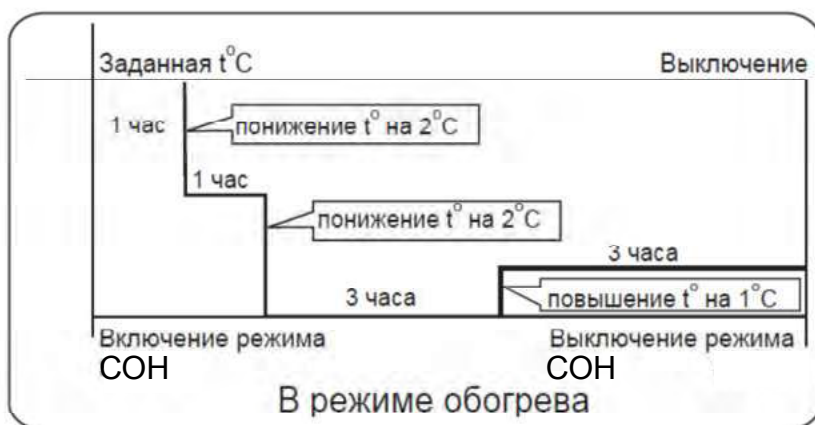 Заданная t°C
Выключение
1 час
понижение t° на 2°C
1 час
понижение t° на 2°C
3 часа
3 часа
повышение t° на 1°C
Включение режима
СОН
Выключение режима
СОН
В режиме обогрева